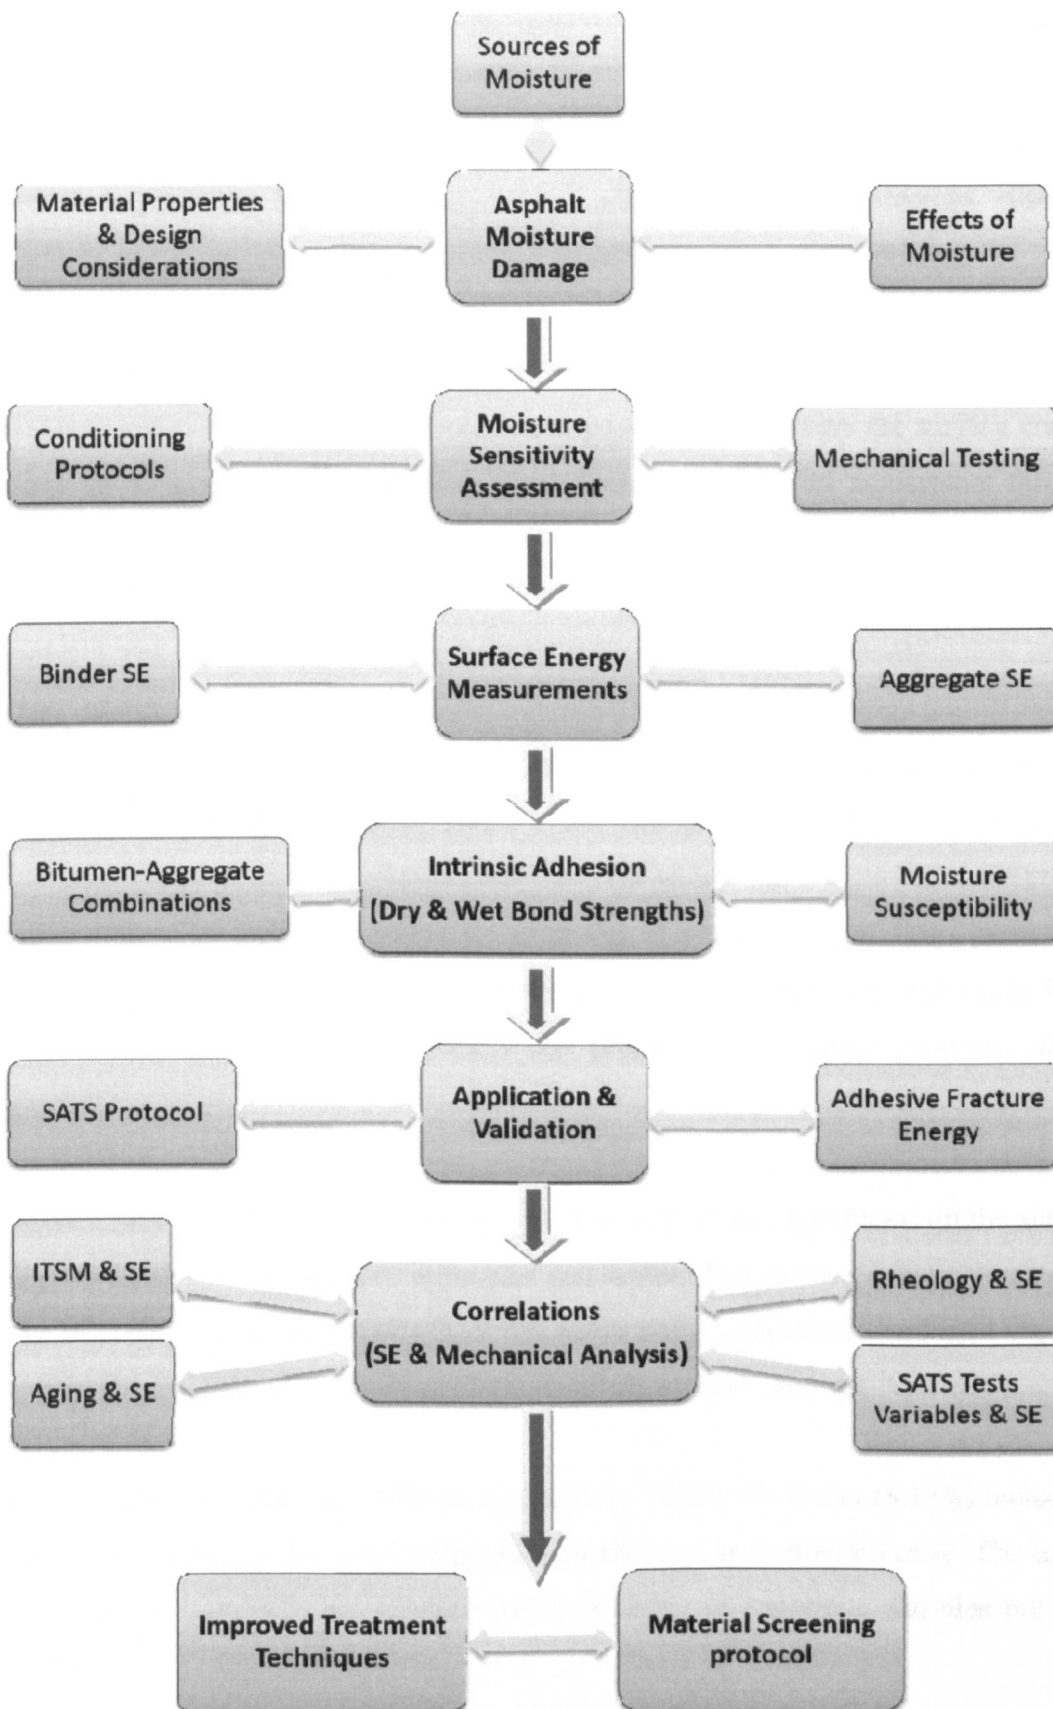 Sources of
Moisture
Material Properties
& Design
Considerations
Asphalt
Moisture
Damage
Effects of
Moisture
Conditioning
Protocols
Moisture
Sensitivity
Assessment
Mechanical Testing
Binder SE
Surface Energy
Measurements
Aggregate SE
Bitumen-Aggregate
Combinations
Intrinsic Adhesion
(Dry & Wet Bond Strengths)
Moisture
Susceptibility
SATS Protocol
Application &
Validation
Adhesive Fracture
Energy
ITSM & SE
Aging & SE
Correlations
(SE & Mechanical Analysis)
Rheology & SE
SATS Tests
Variables & SE
Improved Treatment
Techniques
Material Screening
protocol